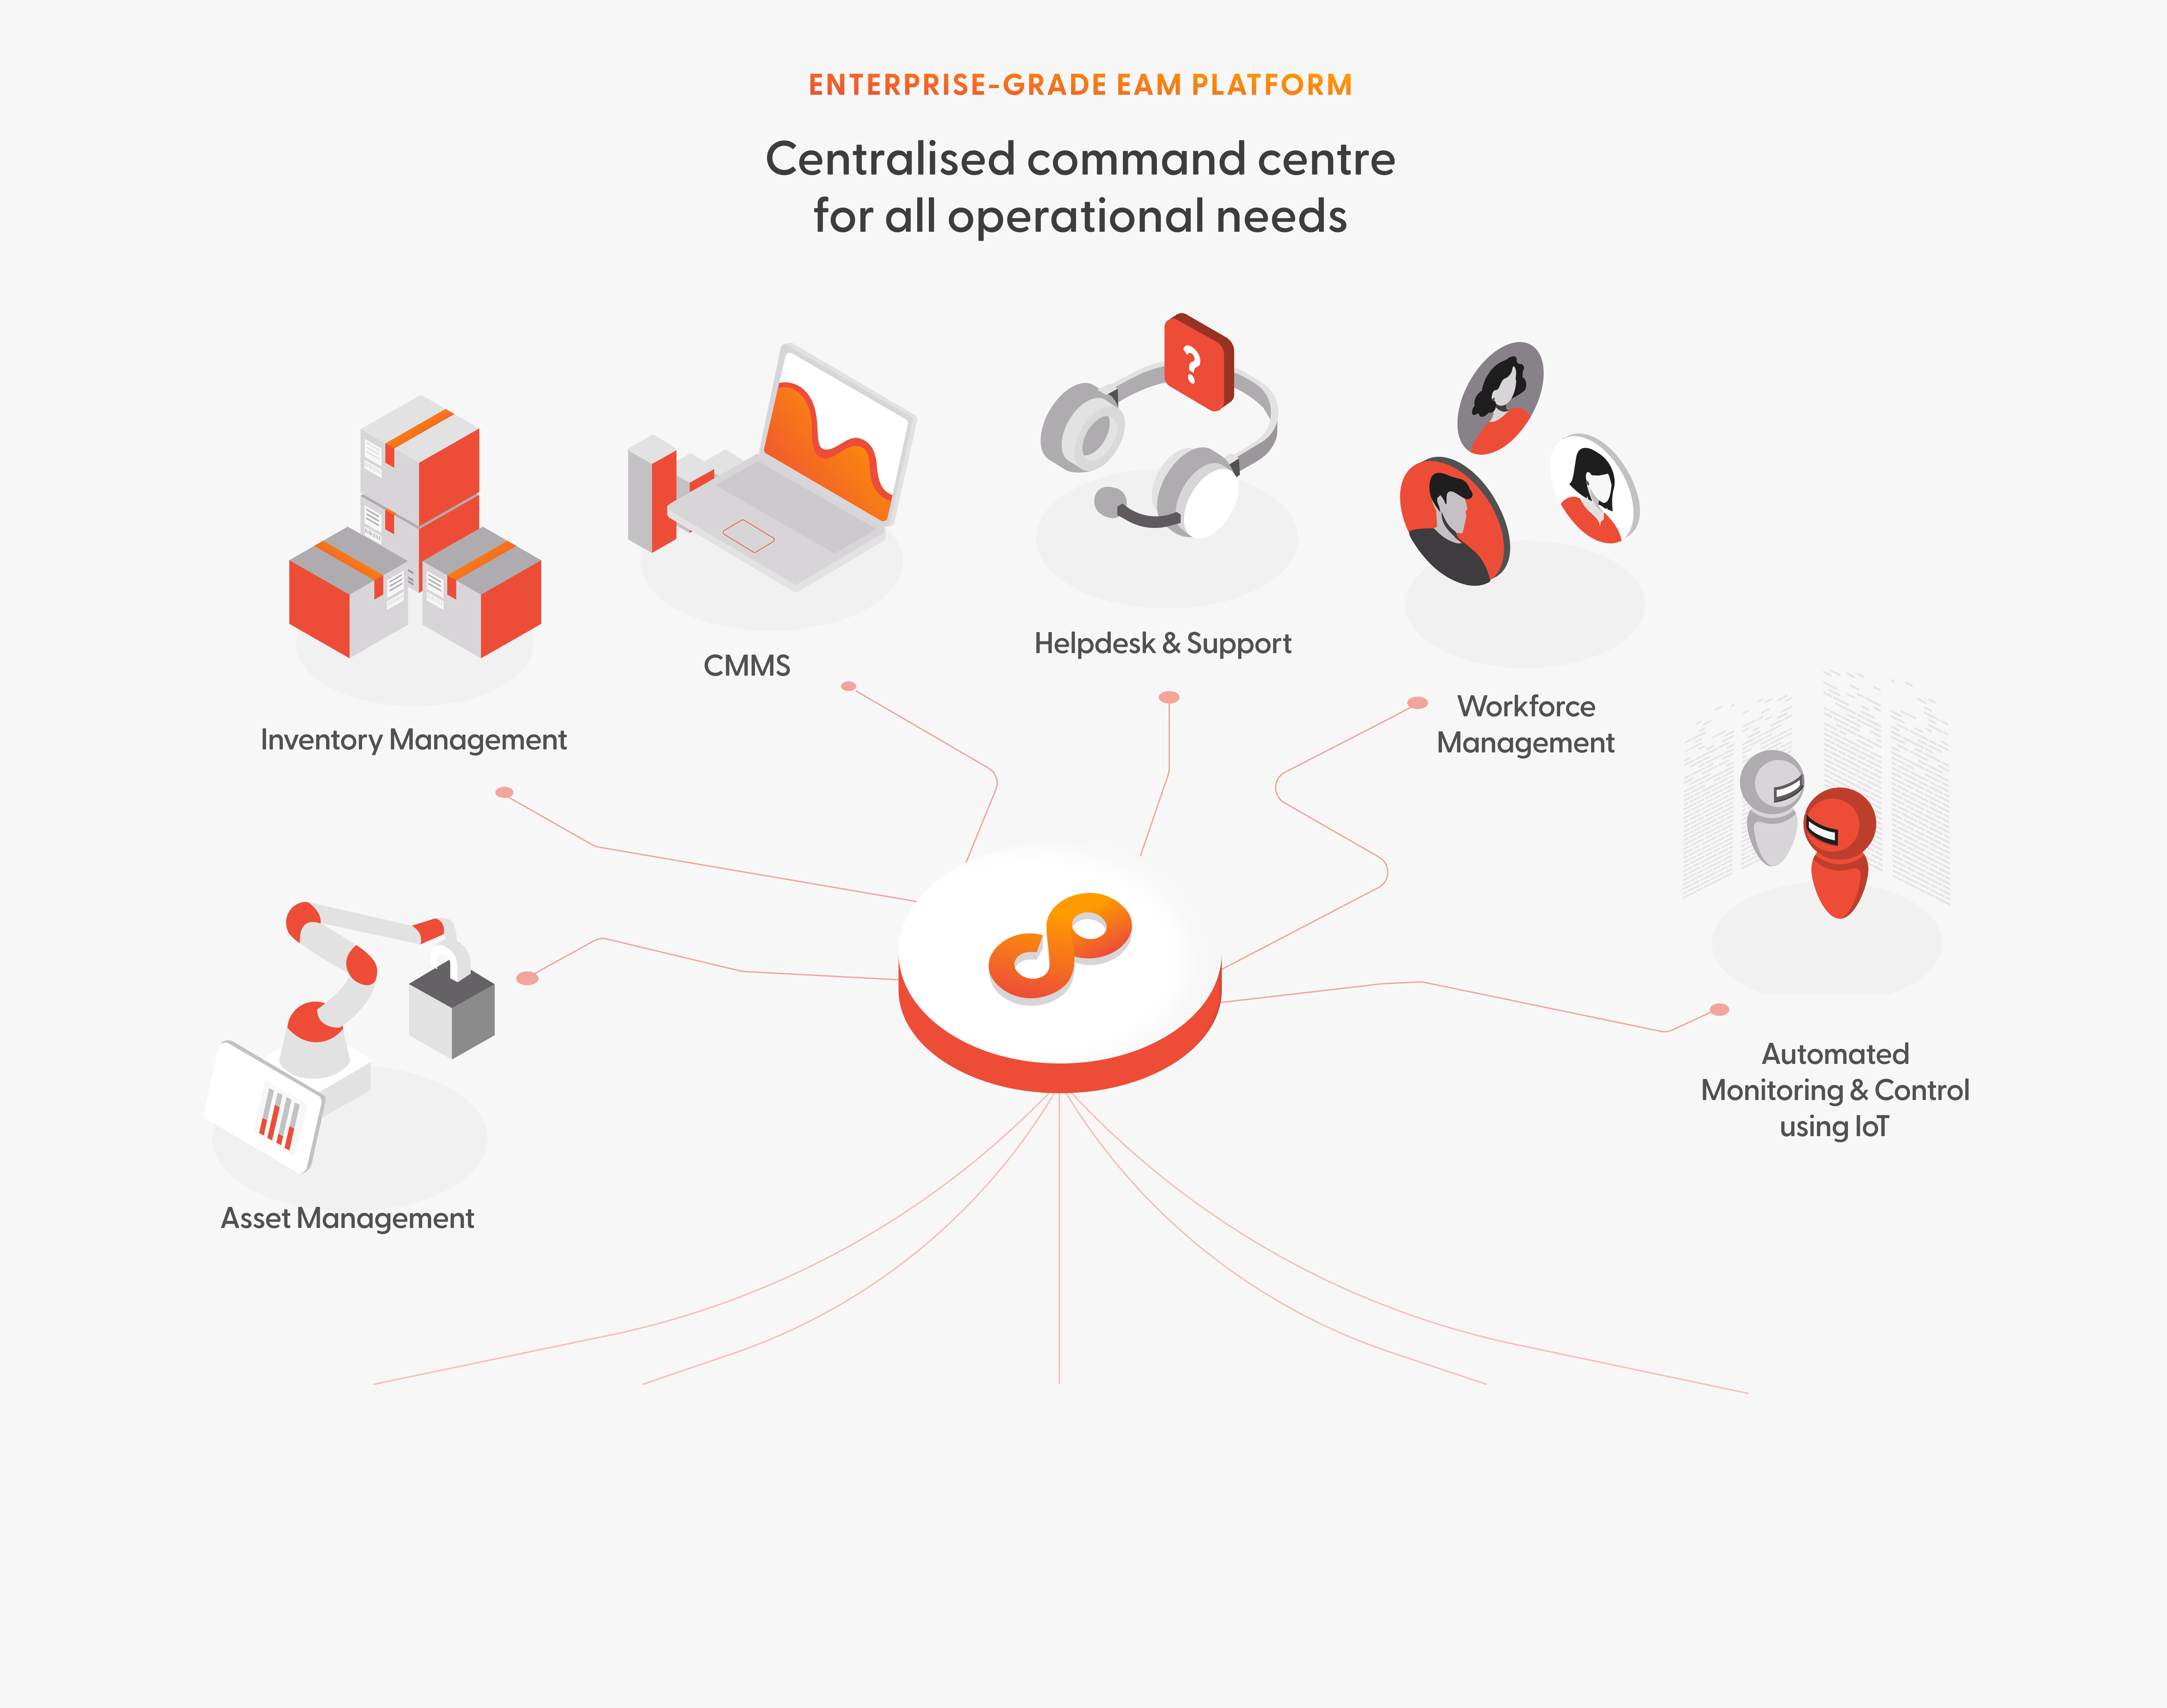 ENTERPRISE-GRADE EAM PLATFORM
Centralised command centre
for all operational needs
?
CMMS
Helpdesk & Support
Inventory Management
Workforce
Management
Automated
Monitoring & Control
using IoT
Asset Management